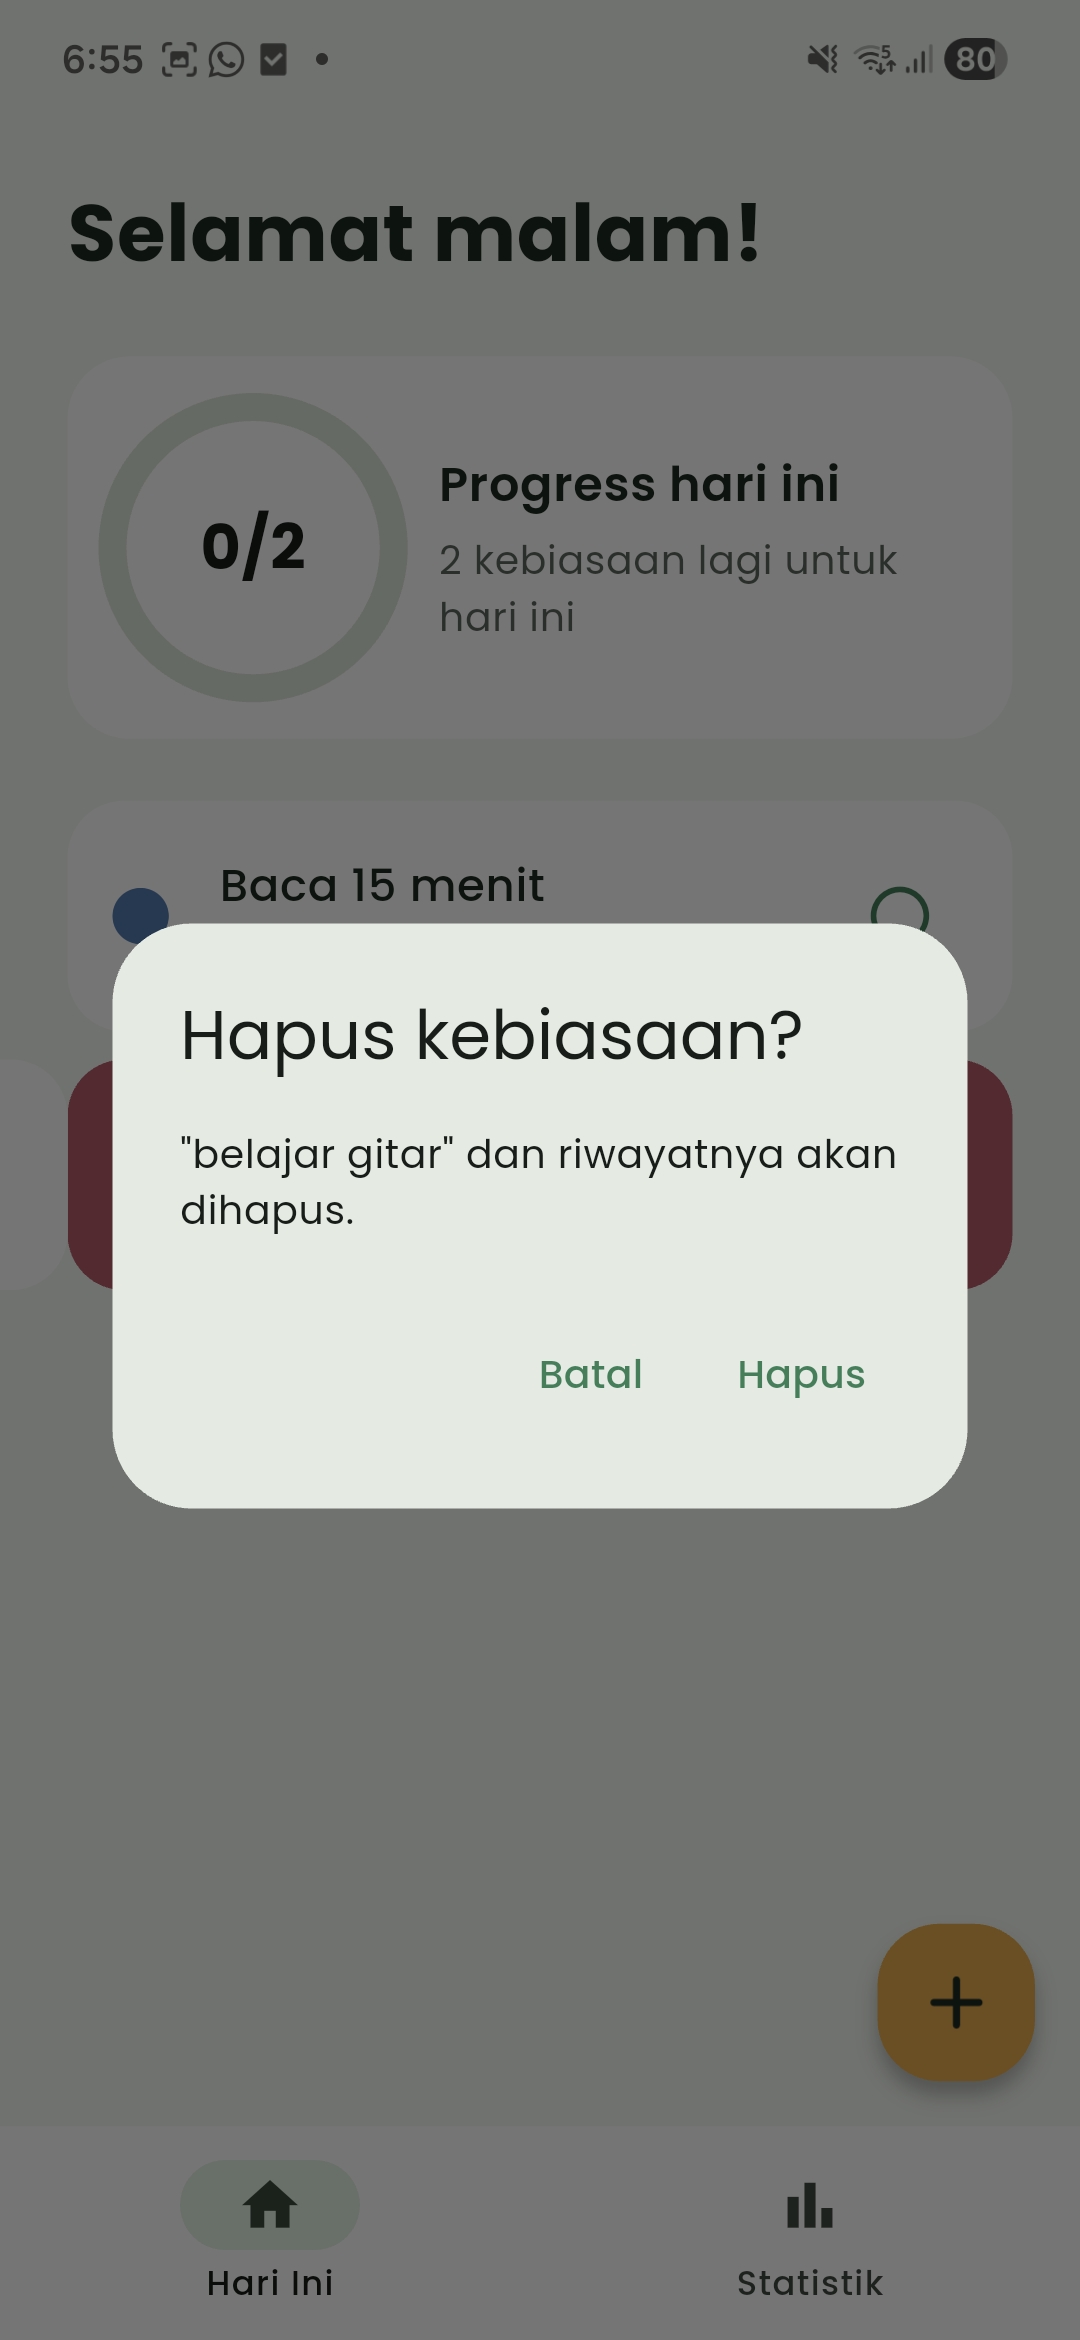 6:55
5
80
Selamat malam!
0/2
Progress hari ini
2 kebiasaan lagi untuk
hari ini
Baca 15 menit
Hapus kebiasaan?
"belajar gitar" dan riwayatnya akan
dihapus.
Batal Hapus
Hari Ini Statistik